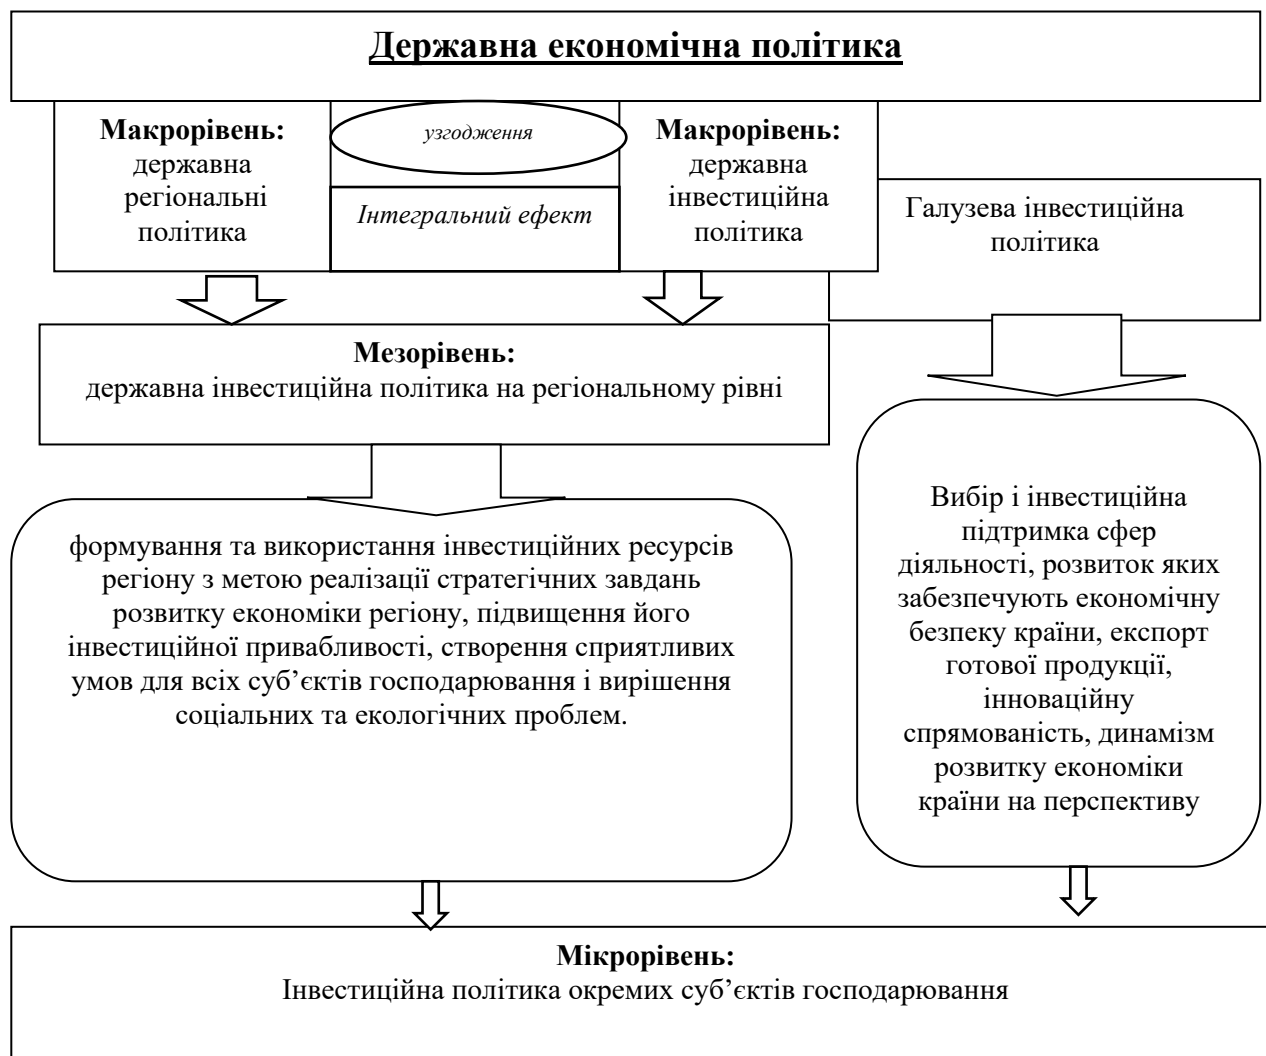 Державна економічна політика
Макрорівень:
державна
регіональні
політика
узгодження
Інтегральний ефект
Макрорівень:
державна
інвестиційна
політика
Галузева інвестиційна
політика
Мезорівень:
державна інвестиційна політика на регіональному рівні
формування та використання інвестиційних ресурсів
регіону з метою реалізації стратегічних завдань
розвитку економіки регіону, підвищення його
інвестиційної привабливості, створення сприятливих
умов для всіх суб’єктів господарювання і вирішення
соціальних та екологічних проблем.
Вибір і інвестиційна
підтримка сфер
діяльності, розвиток яких
забезпечують економічну
безпеку країни, експорт
готової продукції,
інноваційну
спрямованість, динамізм
розвитку економіки
країни на перспективу
Мікрорівень:
Інвестиційна політика окремих суб’єктів господарювання